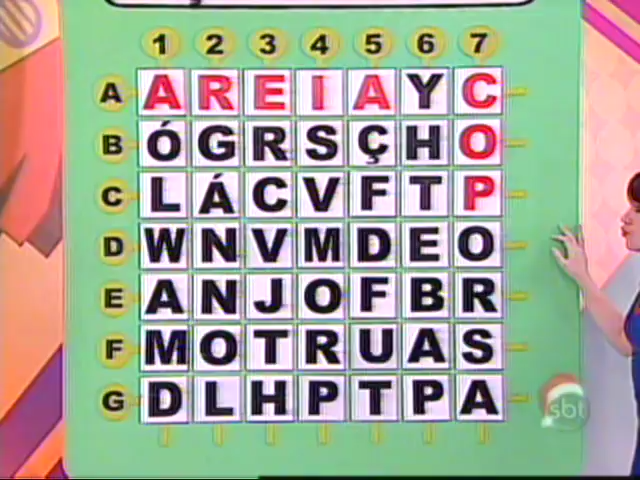 1 2 3 4 5 6 7
A A R E I A Y C
B Ó G R S Ç H O
C L Á C V F T P
D W N V M D E O
E A N J O F B R
F M O T R U A S
G D L H P T P A
sbt